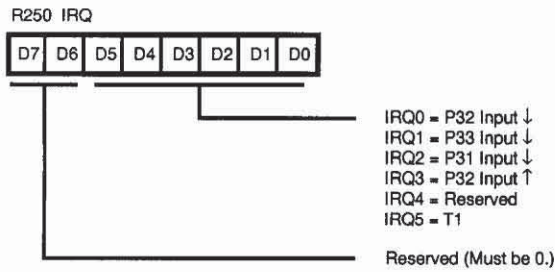 R250 IRQ
D7 D6 D5 D4 D3 D2 D1 D0
IRQ0 = P32 Input ↓
IRQ1 = P33 Input ↓
IRQ2 = P31 Input ↓
IRQ3 = P32 Input ↑
IRQ4 = Reserved
IRQ5 = T1
Reserved (Must be 0.)